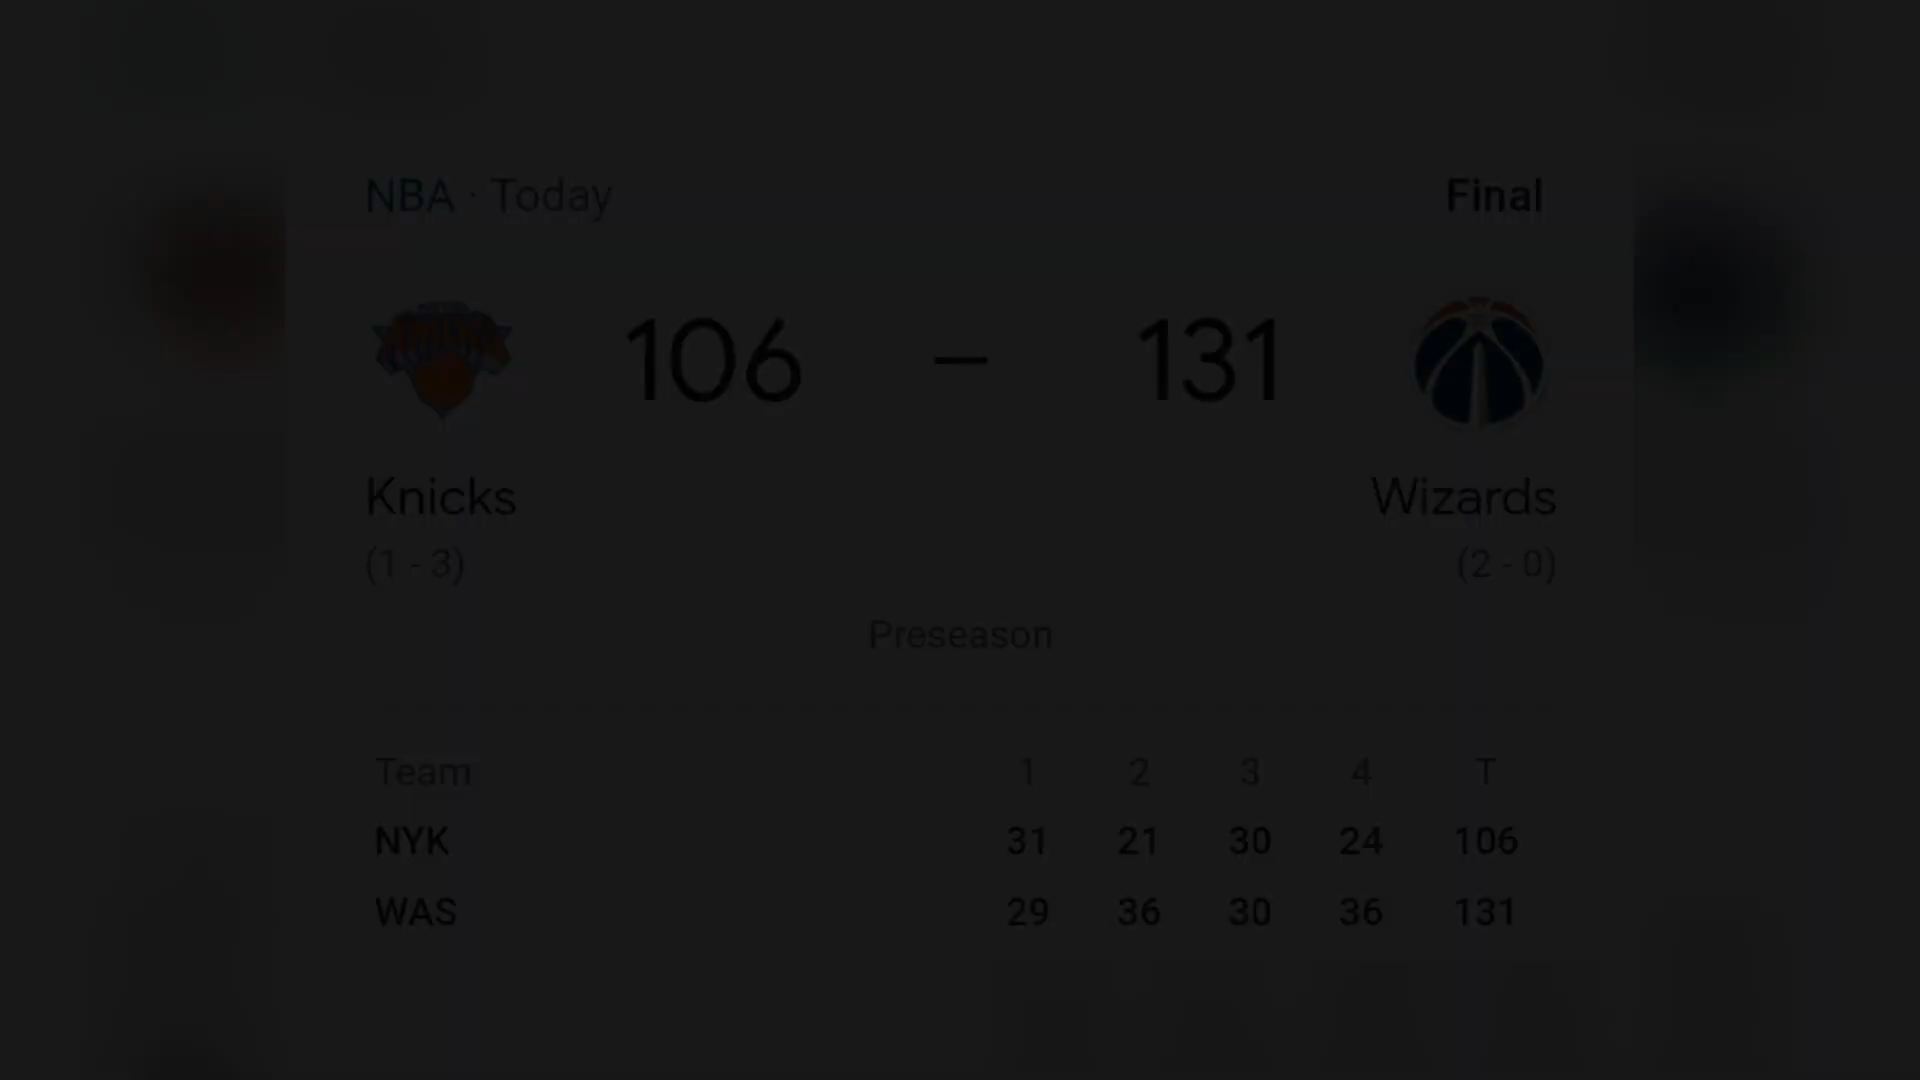 NBA · Today Final
106 – 131
Knicks Wizards
(1 - 3) (2 - 0)
Preseason
Team 1 2 3 4 T
NYK 31 21 30 24 106
WAS 29 36 30 36 131